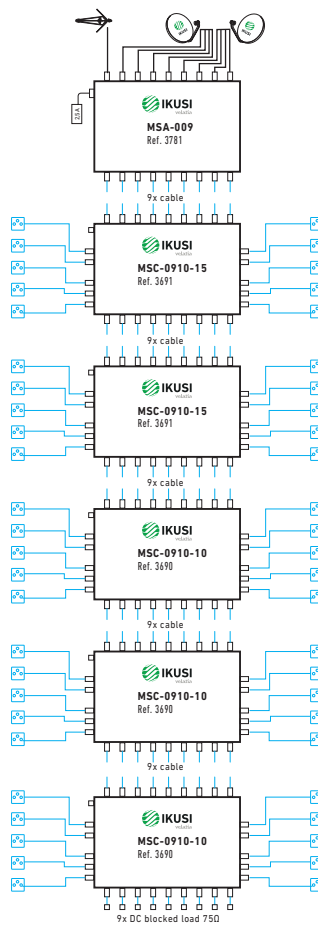 IKUSI
velatia
2.5A
MSA-009
Ref. 3781
9x cable
IKUSI
velatia
MSC-0910-15
Ref. 3691
9x cable
IKUSI
velatia
MSC-0910-15
Ref. 3691
9x cable
IKUSI
velatia
MSC-0910-10
Ref. 3690
9x cable
IKUSI
velatia
MSC-0910-10
Ref. 3690
9x cable
IKUSI
velatia
MSC-0910-10
Ref. 3690
9x DC blocked load 75Ω